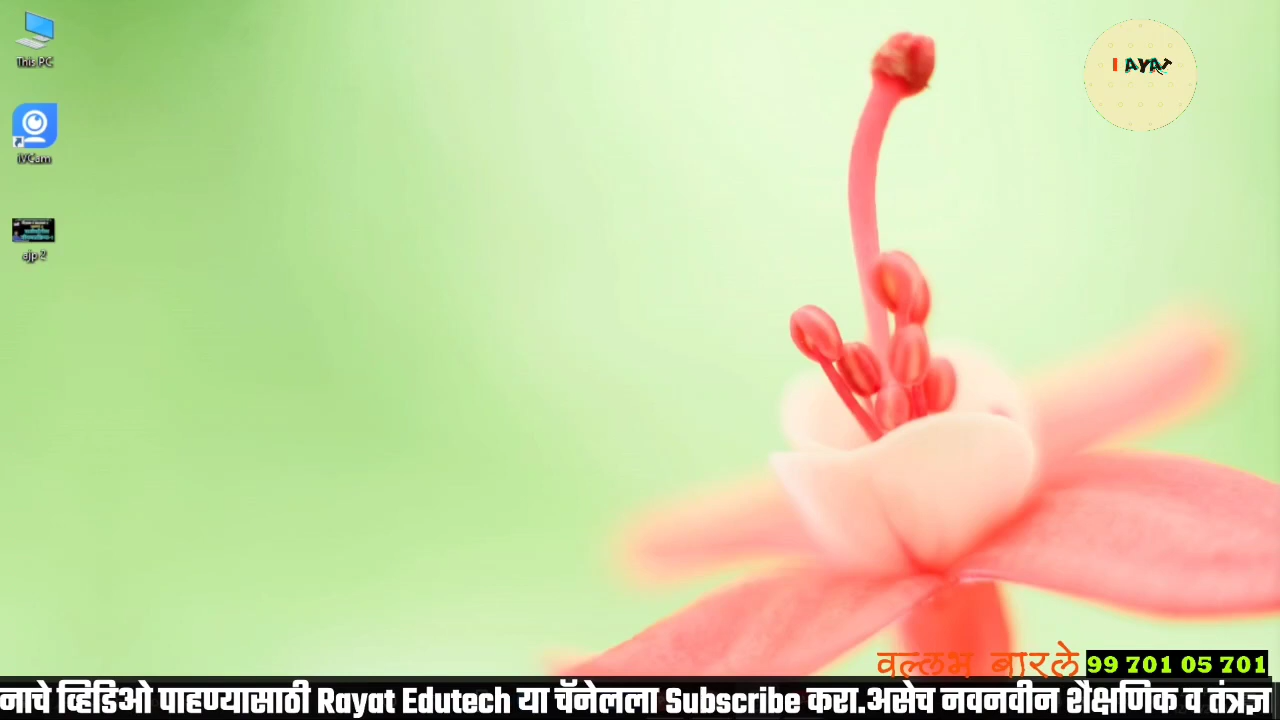 This PC
iVCam
ajp 2
AYAT
वल्लभ बारले 99 701 05 701
नाचे व्हिडिओ पाहण्यासाठी Rayat Edutech या चॅनेलला Subscribe करा.असेच नवनवीन शैक्षणिक व तंत्रज्ञ